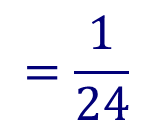 = 1/24